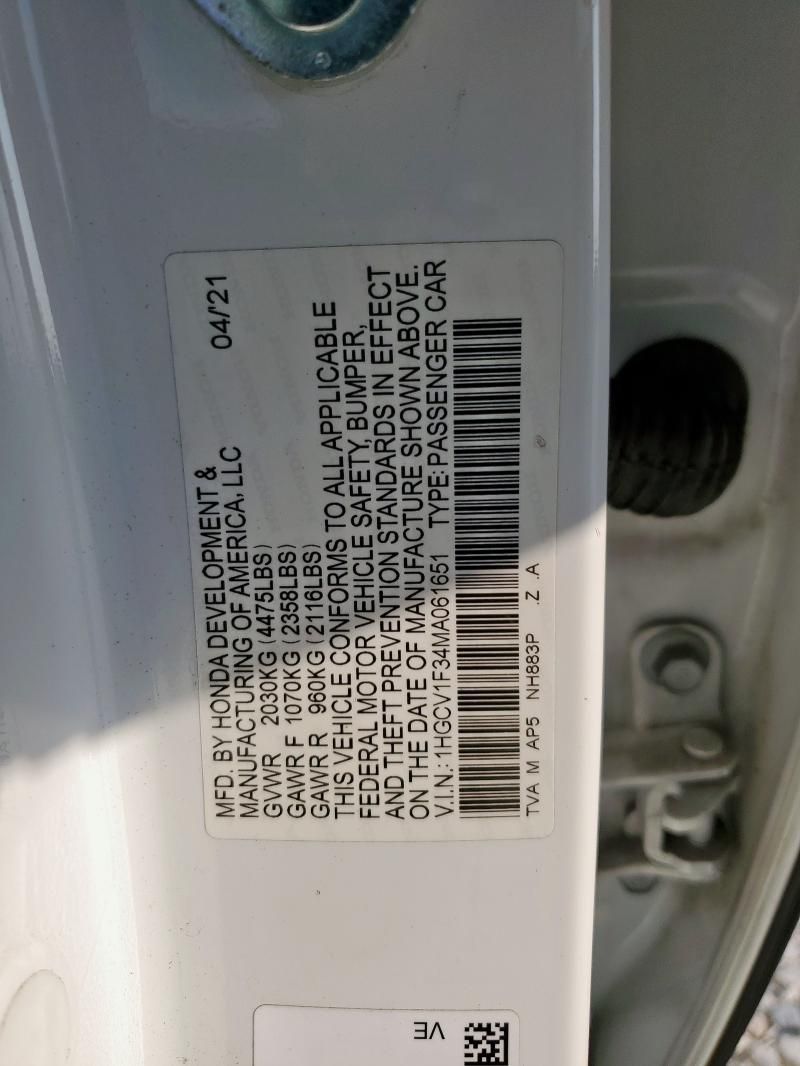 MFD. BY HONDA DEVELOPMENT &
MANUFACTURING OF AMERICA, LLC 04/'21
GVWR 2030KG (4475LBS)
GAWR F 1070KG (2358LBS)
GAWR R 960KG (2116LBS)
THIS VEHICLE CONFORMS TO ALL APPLICABLE
FEDERAL MOTOR VEHICLE SAFETY, BUMPER,
AND THEFT PREVENTION STANDARDS IN EFFECT
ON THE DATE OF MANUFACTURE SHOWN ABOVE.
V.I.N.: 1HGCV1F34MA061651 TYPE: PASSENGER CAR
TVA M AP5 NH883P .Z .A
VE